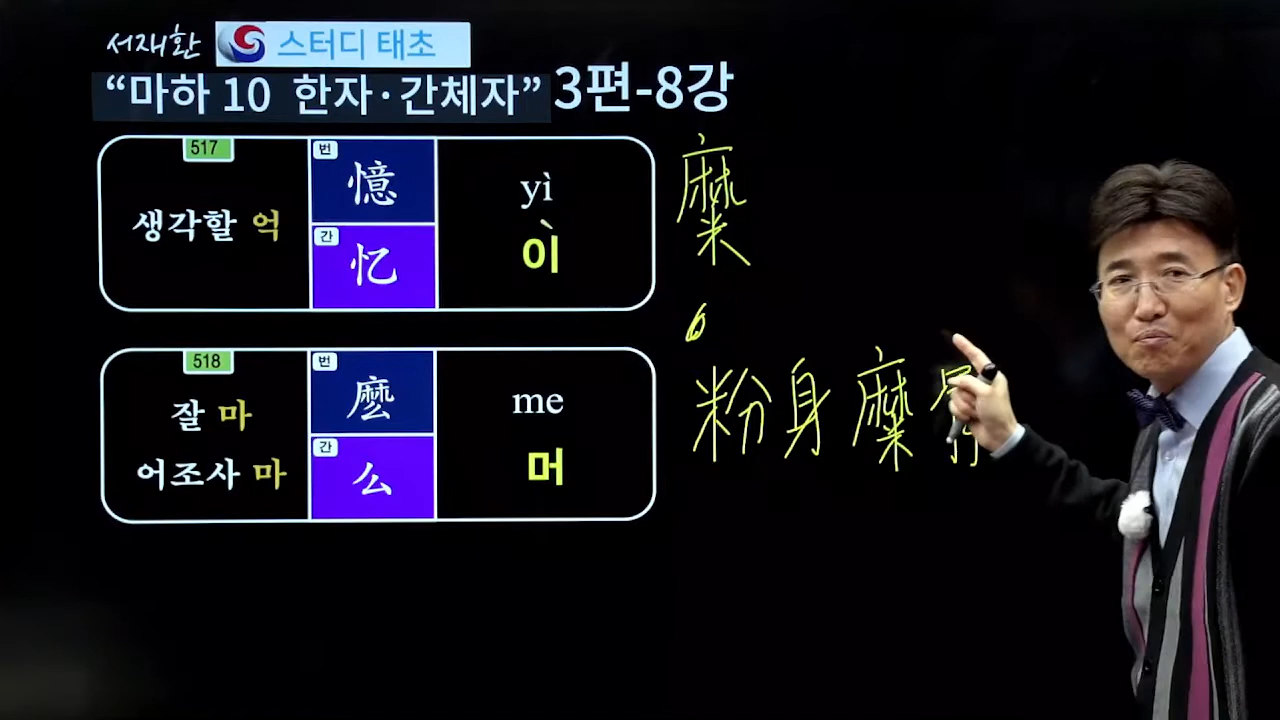 서재환 스터디 태초
“마하 10 한자·간체자” 3편-8강
517
생각할 억
번 憶
간 忆
yì
이
518
잘 마
어조사 마
번 麽
간 么
me
머
糜
粉身糜骨